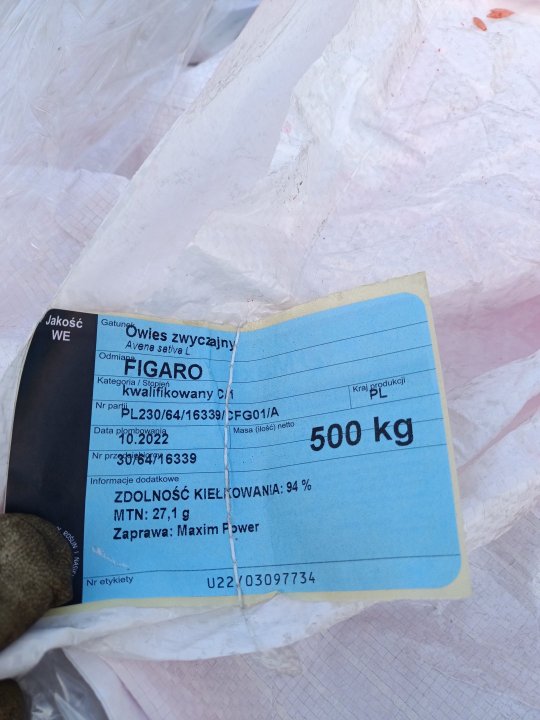 Jakość
WE
Gatunek
Owies zwyczajny
Avena sativa L.
Odmiana
FIGARO
Kategoria / Stopień
kwalifikowany C/1
Kraj produkcji
PL
Nr partii
PL230/64/16339/CFG01/A
Data plombowania
10.2022
Masa (ilość) netto
500 kg
Nr przedsiębiorcy
30/64/16339
Informacje dodatkowe
ZDOLNOŚĆ KIEŁKOWANIA: 94 %
MTN: 27,1 g
Zaprawa: Maxim Power
Nr etykiety
U22/03097734